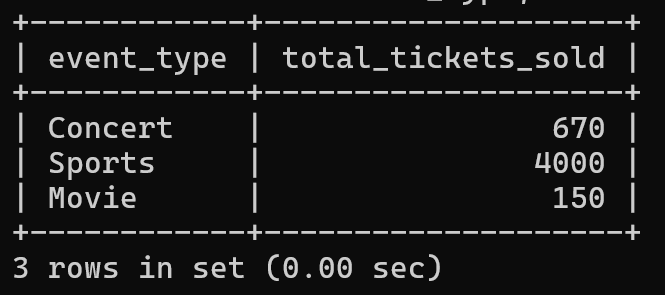 +------------+--------------------+
| event_type | total_tickets_sold |
+------------+--------------------+
| Concert    |                670 |
| Sports     |               4000 |
| Movie      |                150 |
+------------+--------------------+
3 rows in set (0.00 sec)